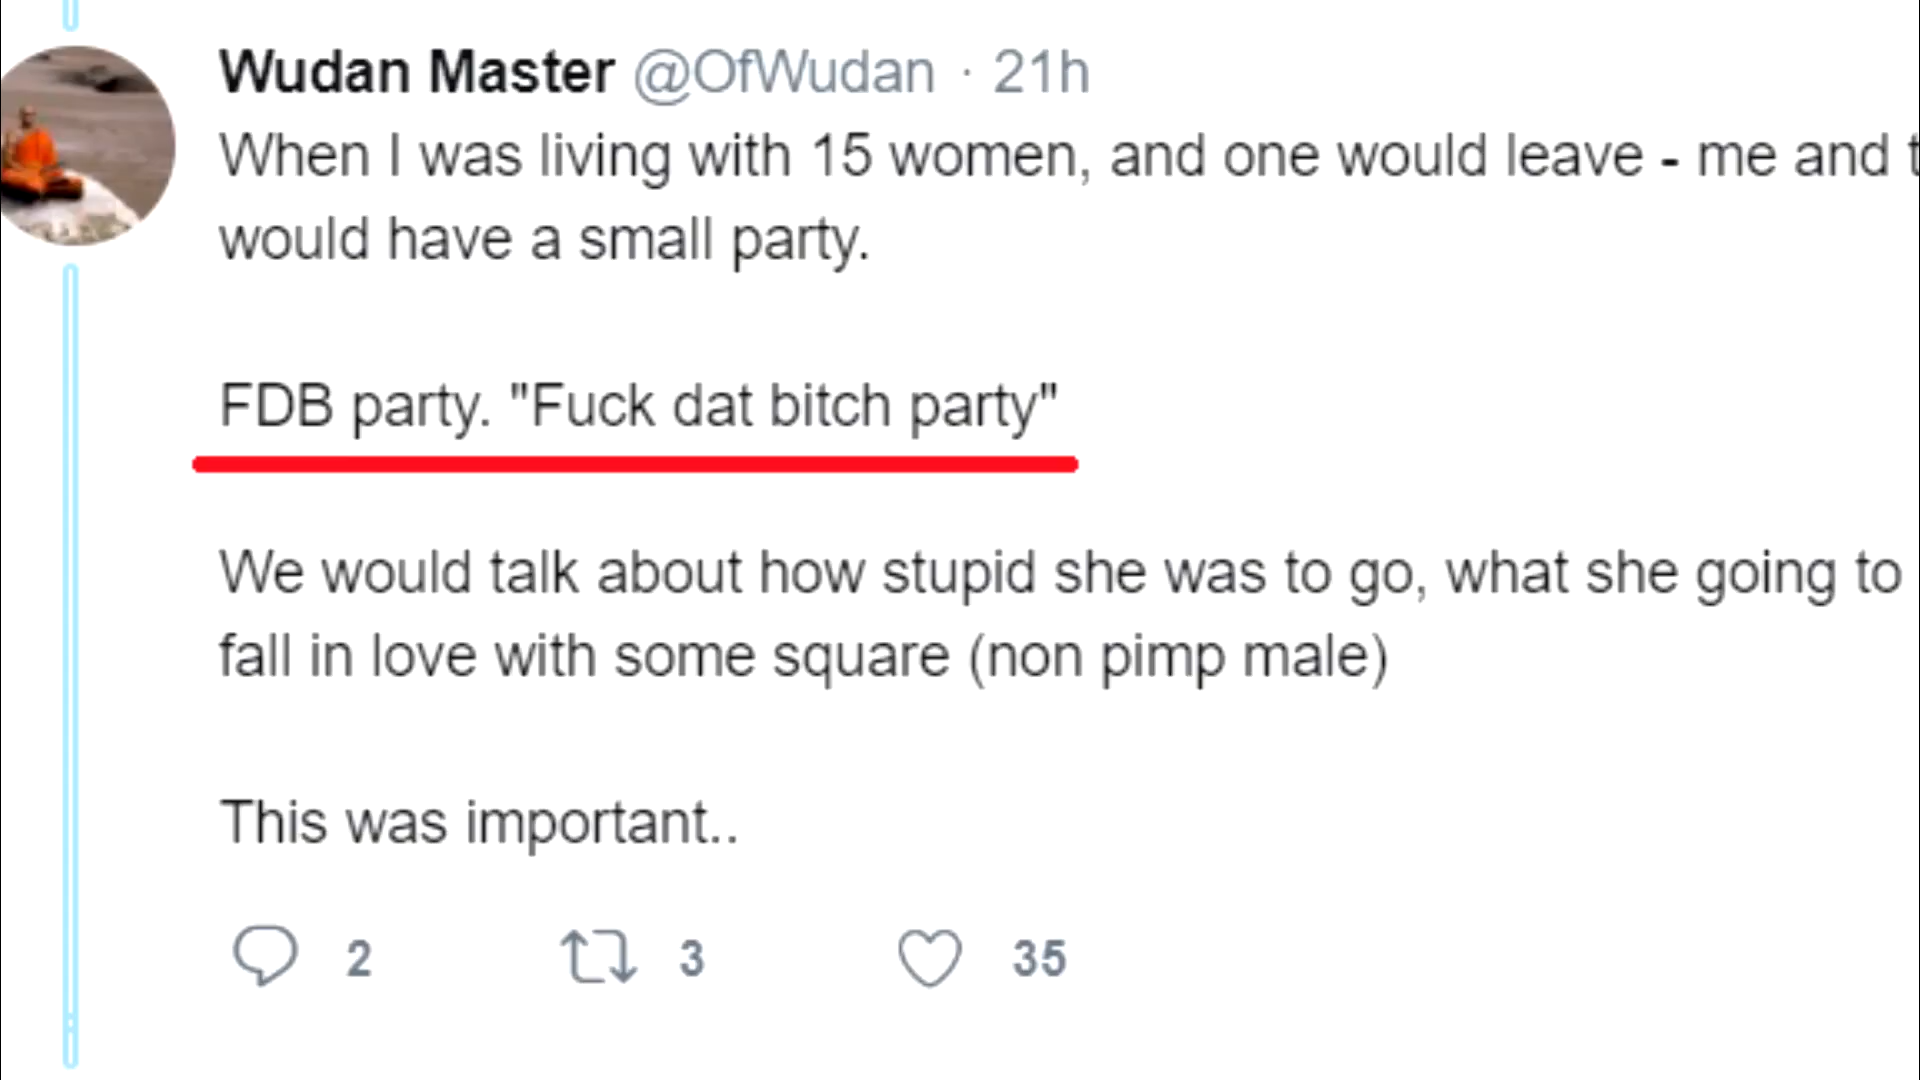 Wudan Master @OfWudan · 21h
When I was living with 15 women, and one would leave - me and
would have a small party.
FDB party. "Fuck dat bitch party"
We would talk about how stupid she was to go, what she going to
fall in love with some square (non pimp male)
This was important..
2 3 35